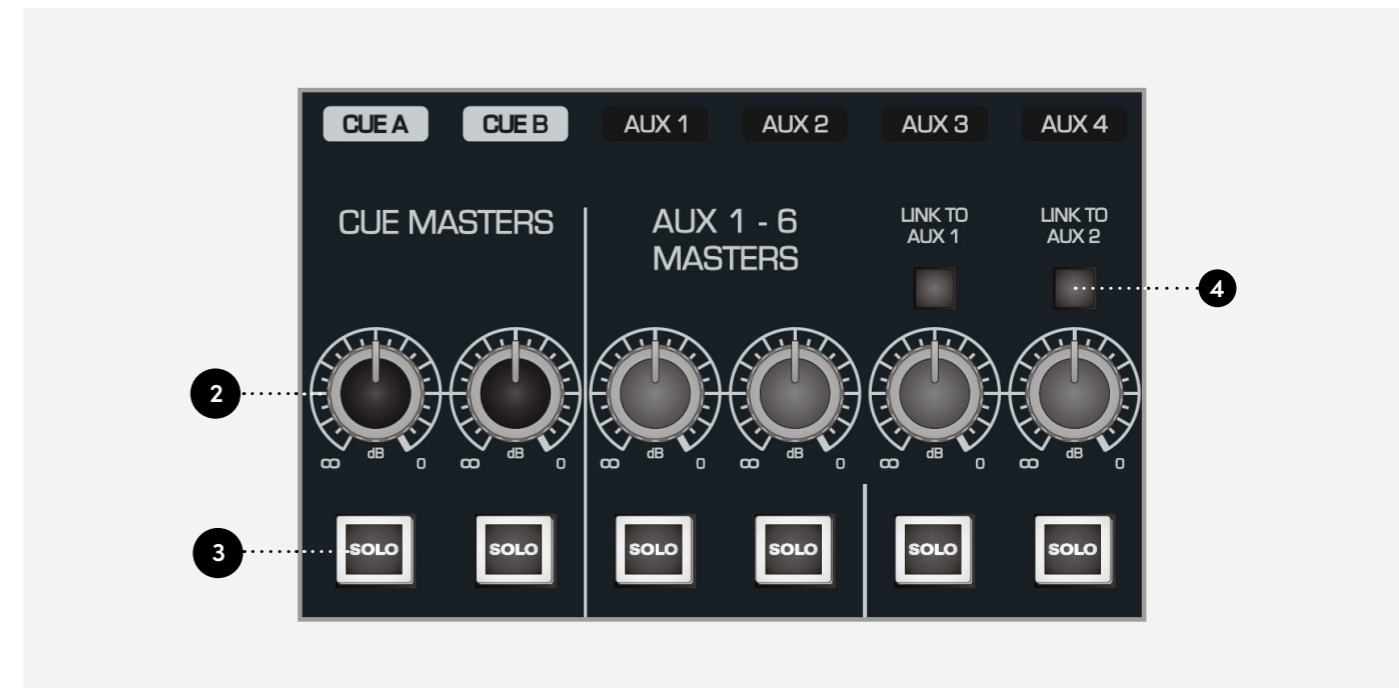 CUE A CUE B AUX 1 AUX 2 AUX 3 AUX 4
CUE MASTERS
AUX 1 - 6
MASTERS
LINK TO
AUX 1
LINK TO
AUX 2
4
2
dB dB dB dB dB dB
∞ 0 ∞ 0 ∞ 0 ∞ 0 ∞ 0 ∞ 0
3
SOLO SOLO SOLO SOLO SOLO SOLO